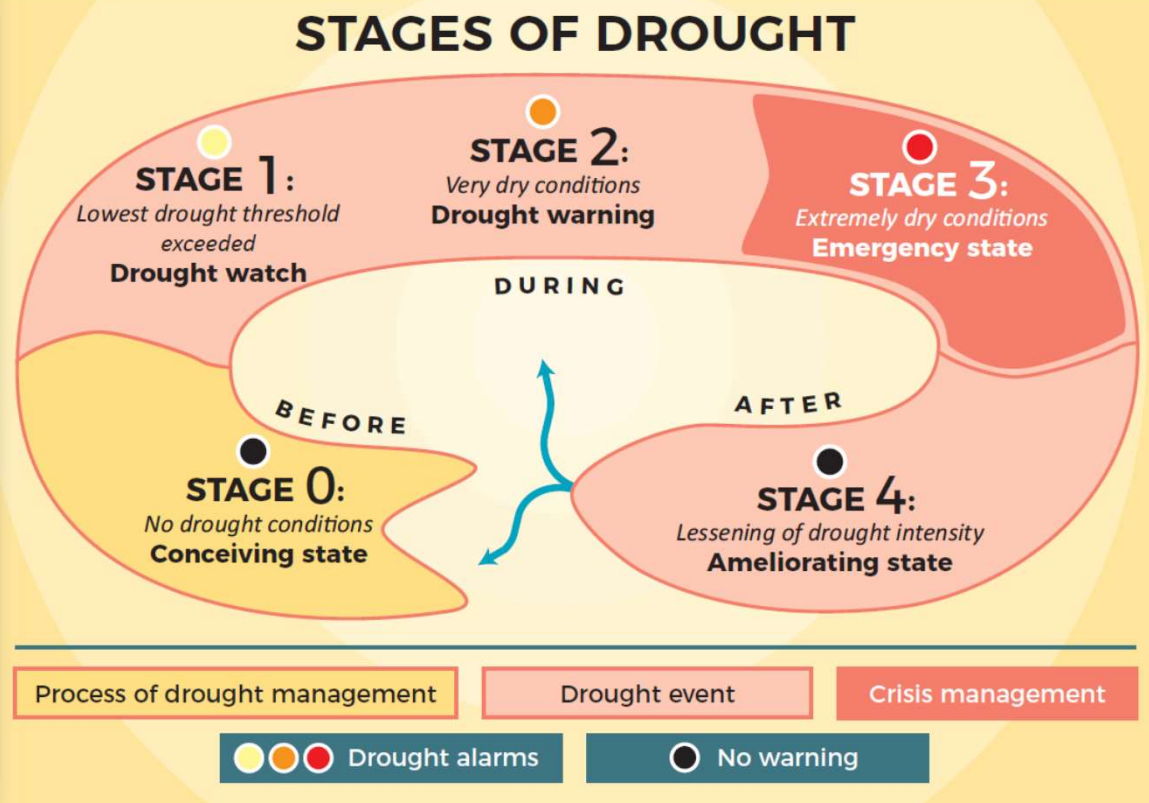 STAGES OF DROUGHT
STAGE 1:
Lowest drought threshold
exceeded
Drought watch
STAGE 2:
Very dry conditions
Drought warning
STAGE 3:
Extremely dry conditions
Emergency state
DURING
BEFORE
AFTER
STAGE 0:
No drought conditions
Conceiving state
STAGE 4:
Lessening of drought intensity
Ameliorating state
Process of drought management
Drought event
Crisis management
Drought alarms
No warning